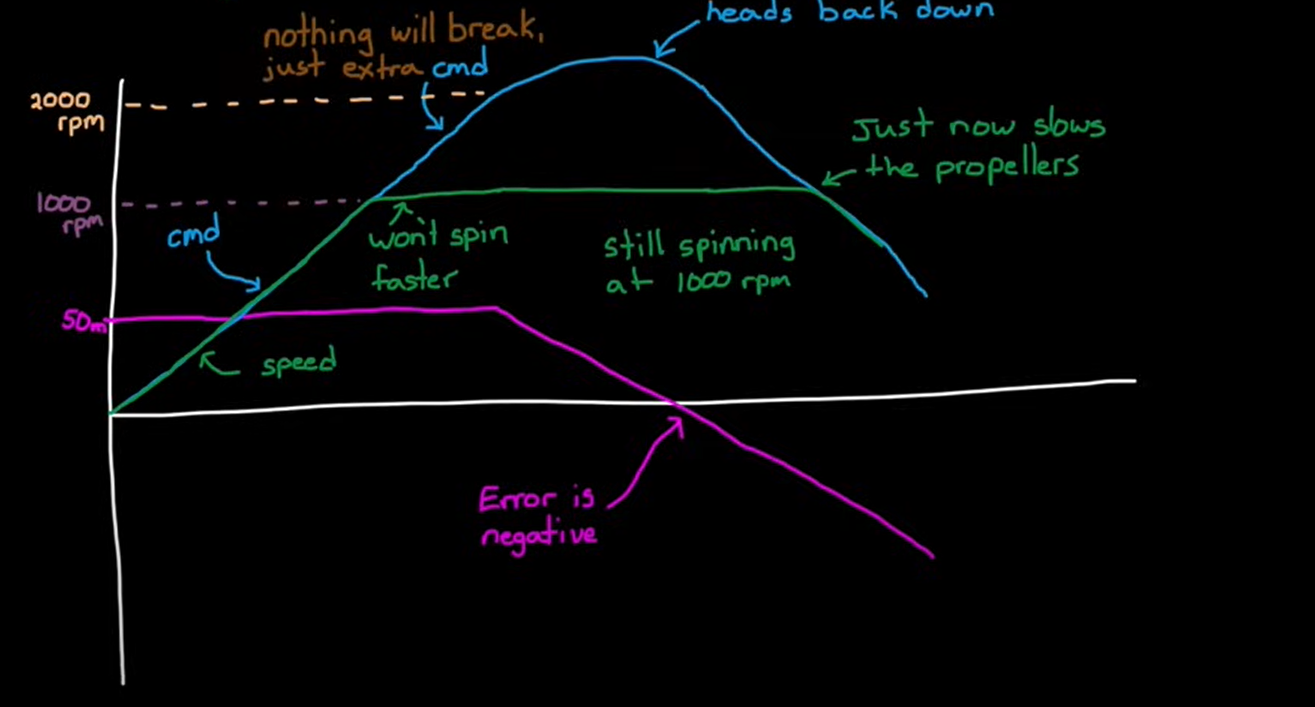 heads back down
nothing will break,
just extra cmd
2000
rpm
Just now slows
the propellers
1000
rpm
cmd
won't spin
faster
still spinning
at 1000 rpm
50m
speed
Error is
negative